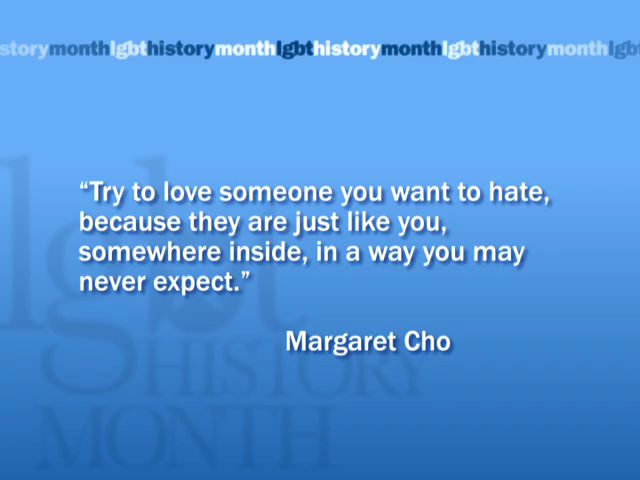 storymonthlgbthistorymonthlgbthistorymonthlgbthistorymonthlgbt
“Try to love someone you want to hate,
because they are just like you,
somewhere inside, in a way you may
never expect.”
Margaret Cho
lgbt
HISTORY
MONTH